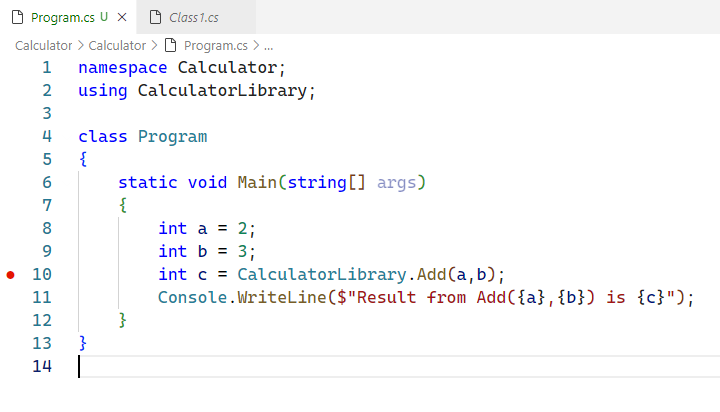 Program.cs U × Class1.cs
Calculator > Calculator > Program.cs > ...
1 namespace Calculator;
2 using CalculatorLibrary;
3
4 class Program
5 {
6     static void Main(string[] args)
7     {
8         int a = 2;
9         int b = 3;
10         int c = CalculatorLibrary.Add(a,b);
11         Console.WriteLine($"Result from Add({a},{b}) is {c}");
12     }
13 }
14